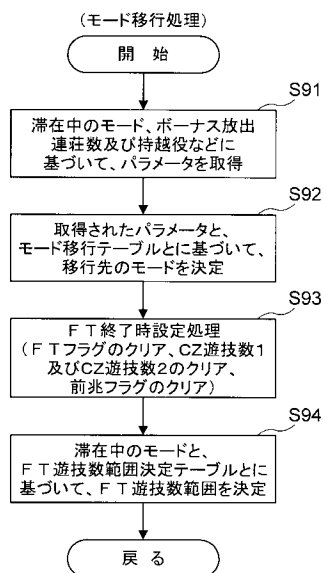 (モード移行処理)
開　始
S91
滞在中のモード、ボーナス放出
連荘数及び持越役などに
基づいて、パラメータを取得
S92
取得されたパラメータと、
モード移行テーブルとに基づいて、
移行先のモードを決定
S93
ＦＴ終了時設定処理
(ＦＴフラグのクリア、CZ遊技数1
及びCZ遊技数2のクリア、
前兆フラグのクリア)
S94
滞在中のモードと、
ＦＴ遊技数範囲決定テーブルとに
基づいて、ＦＴ遊技数範囲を決定
戻　る